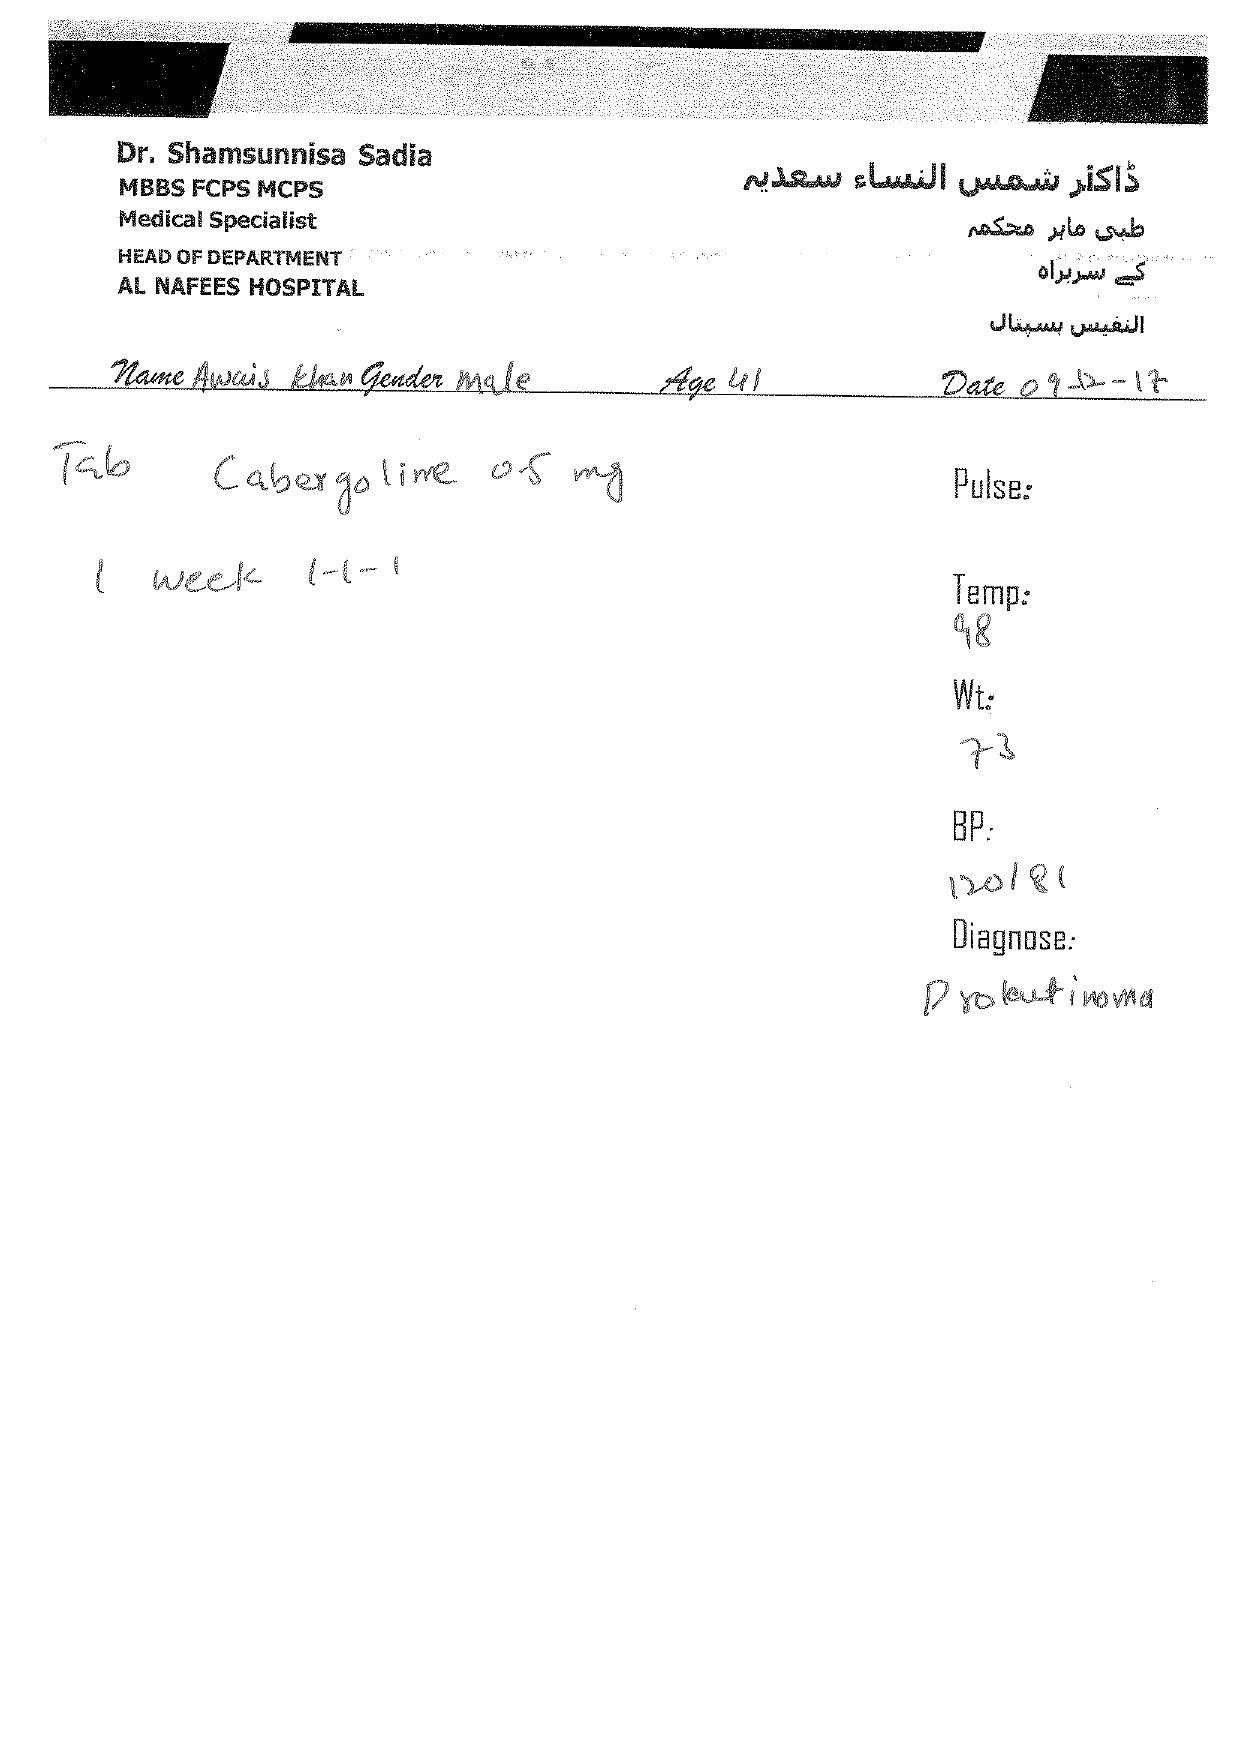 Dr. Shamsunnisa Sadia
MBBS FCPS MCPS
Medical Specialist
HEAD OF DEPARTMENT
AL NAFEES HOSPITAL
ڈاکٹر شمس النساء سعدیہ
طبی ماہر محکمہ
کے سربراہ
النفیس ہسپتال
Name Awais Khan Gender Male Age 41 Date 09-12-17
Tab Cabergoline 0.5 mg
1 week 1-1-1
Pulse:
Temp:
98
Wt:
73
BP:
120/81
Diagnose:
Prolactinoma